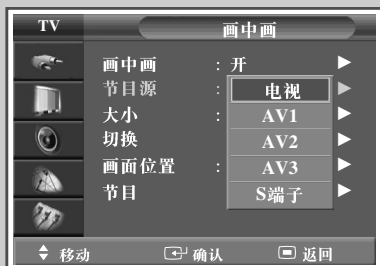 TV
画中画
画中画 : 开
节目源 : 电视
大小 : AV1
切换 AV2
画面位置 : AV3
节目 S端子
移动 确认 返回